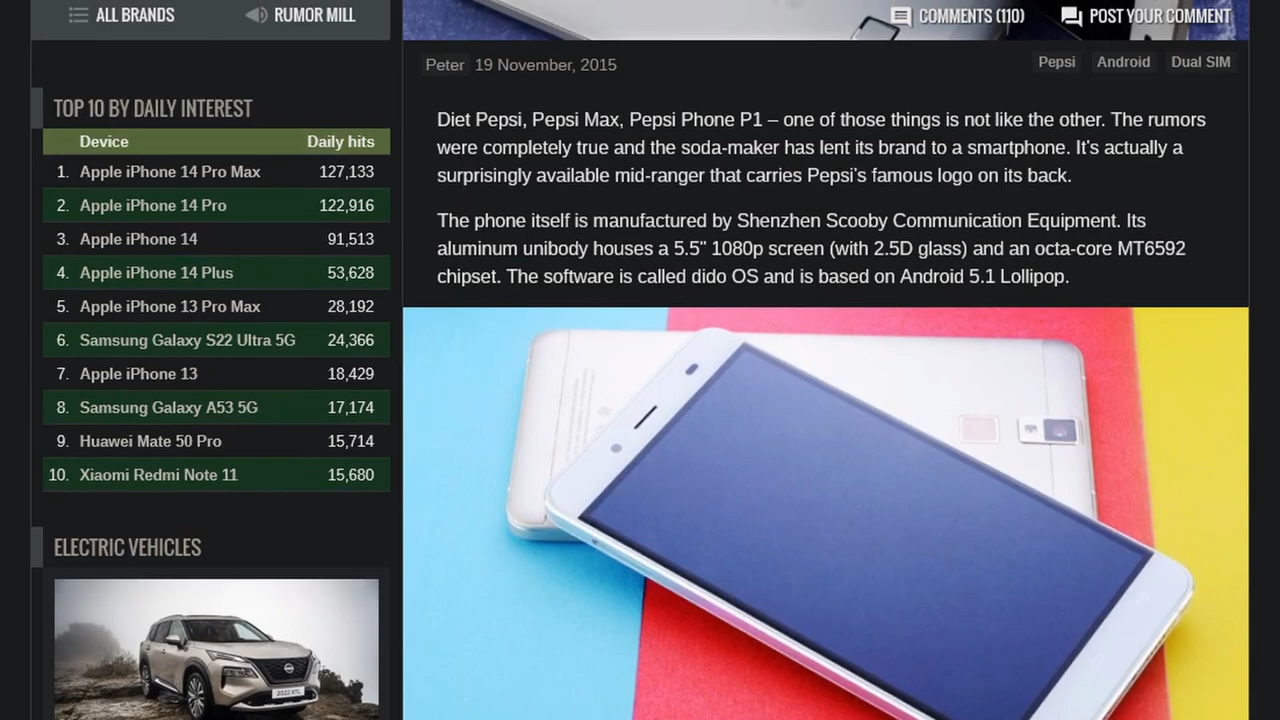 ALL BRANDS
RUMOR MILL
COMMENTS (110)
POST YOUR COMMENT
Peter 19 November, 2015
Pepsi Android Dual SIM
TOP 10 BY DAILY INTEREST
Device Daily hits
1. Apple iPhone 14 Pro Max 127,133
2. Apple iPhone 14 Pro 122,916
3. Apple iPhone 14 91,513
4. Apple iPhone 14 Plus 53,628
5. Apple iPhone 13 Pro Max 28,192
6. Samsung Galaxy S22 Ultra 5G 24,366
7. Apple iPhone 13 18,429
8. Samsung Galaxy A53 5G 17,174
9. Huawei Mate 50 Pro 15,714
10. Xiaomi Redmi Note 11 15,680
ELECTRIC VEHICLES
Diet Pepsi, Pepsi Max, Pepsi Phone P1 – one of those things is not like the other. The rumors
were completely true and the soda-maker has lent its brand to a smartphone. It's actually a
surprisingly available mid-ranger that carries Pepsi's famous logo on its back.
The phone itself is manufactured by Shenzhen Scooby Communication Equipment. Its
aluminum unibody houses a 5.5" 1080p screen (with 2.5D glass) and an octa-core MT6592
chipset. The software is called dido OS and is based on Android 5.1 Lollipop.